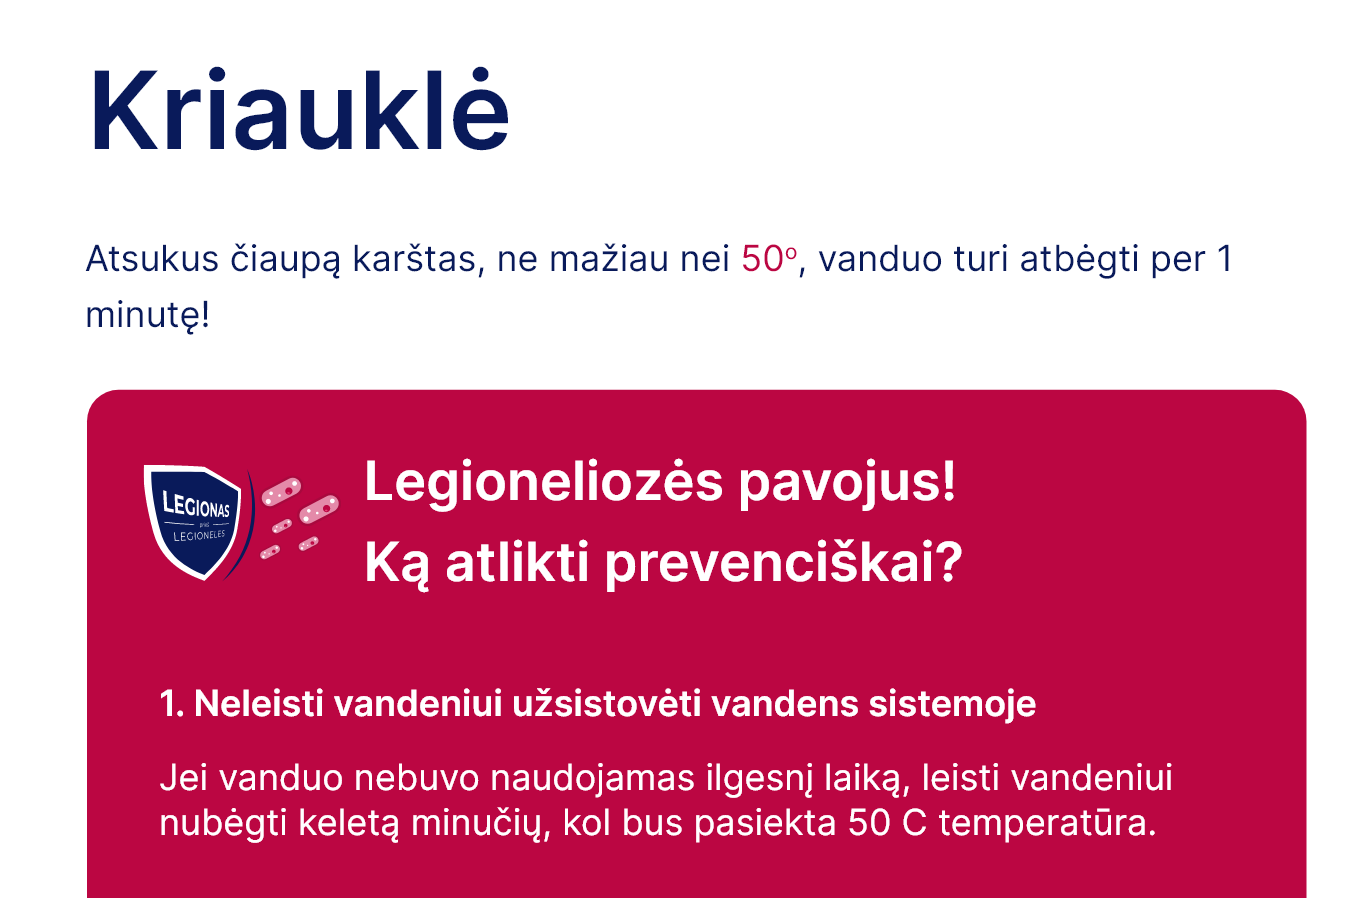 Kriauklė
Atsukus čiaupą karštas, ne mažiau nei 50º, vanduo turi atbėgti per 1
minutę!
LEGIONAS
prieš
LEGIONELES
Legioneliozės pavojus!
Ką atlikti prevenciškai?
1. Neleisti vandeniui užsistovėti vandens sistemoje
Jei vanduo nebuvo naudojamas ilgesnį laiką, leisti vandeniui
nubėgti keletą minučių, kol bus pasiekta 50 C temperatūra.